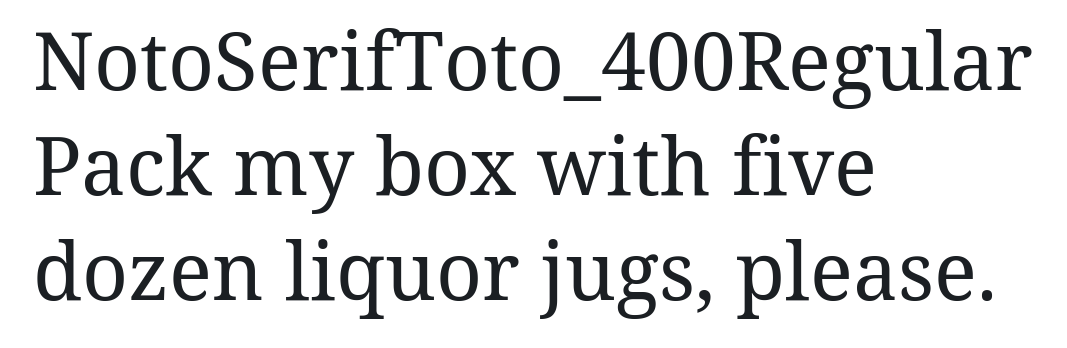 NotoSerifToto_400Regular
Pack my box with five
dozen liquor jugs, please.